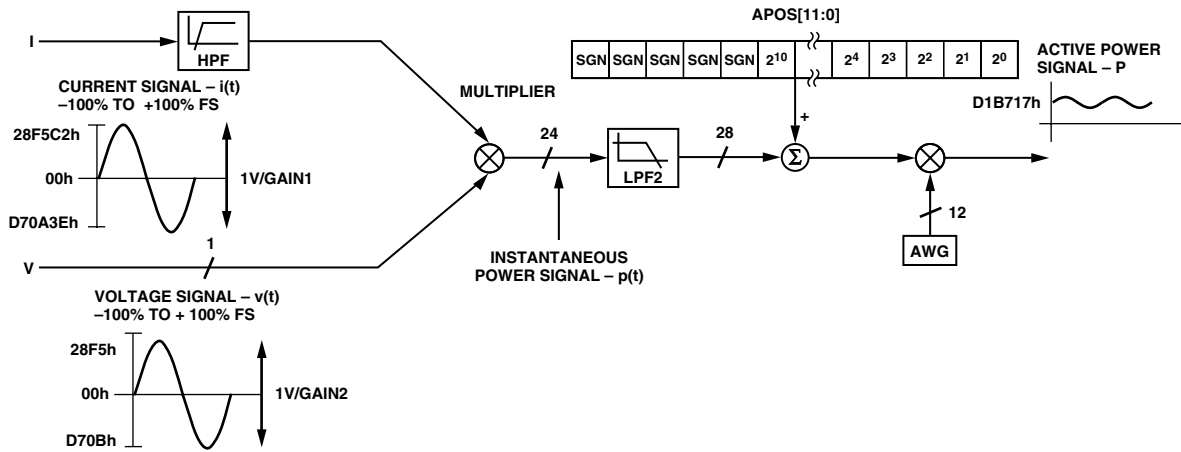 APOS[11:0]
I
HPF
SGN SGN SGN SGN SGN 2¹⁰ 2⁴ 2³ 2² 2¹ 2⁰
ACTIVE POWER
SIGNAL – P
CURRENT SIGNAL – i(t)
–100% TO +100% FS
MULTIPLIER
D1B717h
+
28F5C2h
24
28
Σ
LPF2
00h
1V/GAIN1
12
D70A3Eh
1
AWG
V
INSTANTANEOUS
POWER SIGNAL – p(t)
VOLTAGE SIGNAL – v(t)
–100% TO + 100% FS
28F5h
00h
1V/GAIN2
D70Bh